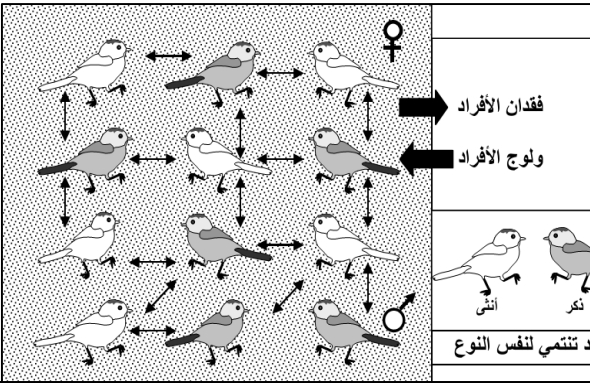 فقدان الأفراد
ولوج الأفراد
أنثى
ذكر
تنتمي لنفس النوع